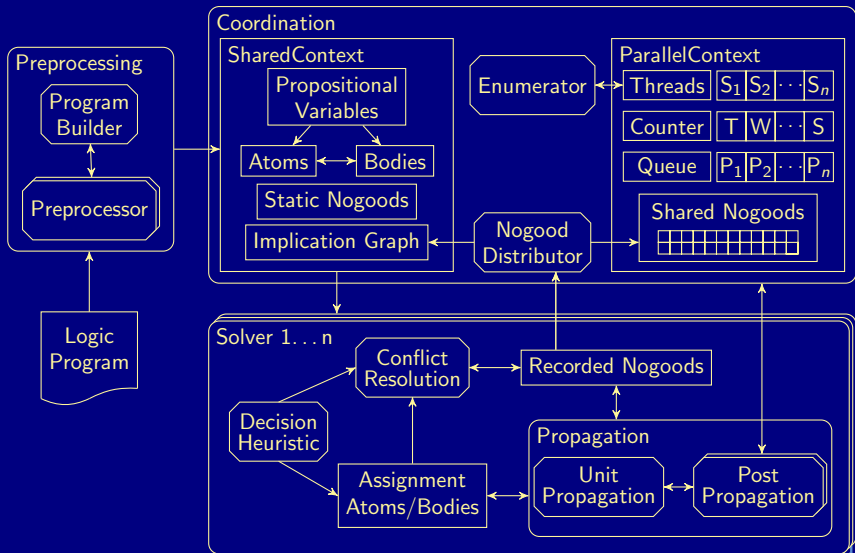 Coordination
Preprocessing
Program
Builder
Preprocessor
Logic
Program
SharedContext
Propositional
Variables
Atoms
Bodies
Static Nogoods
Implication Graph
Enumerator
Nogood
Distributor
ParallelContext
Threads S₁ S₂ ··· Sₙ
Counter T W ··· S
Queue P₁ P₂ ··· Pₙ
Shared Nogoods
Solver 1...n
Conflict
Resolution
Recorded Nogoods
Decision
Heuristic
Assignment
Atoms/Bodies
Propagation
Unit
Propagation
Post
Propagation